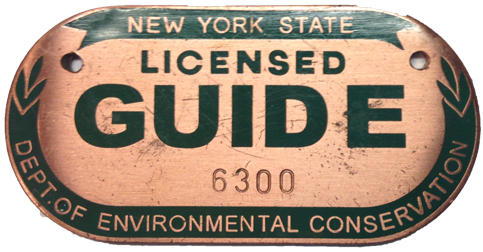 NEW YORK STATE
LICENSED
GUIDE
6300
DEPT. OF ENVIRONMENTAL CONSERVATION